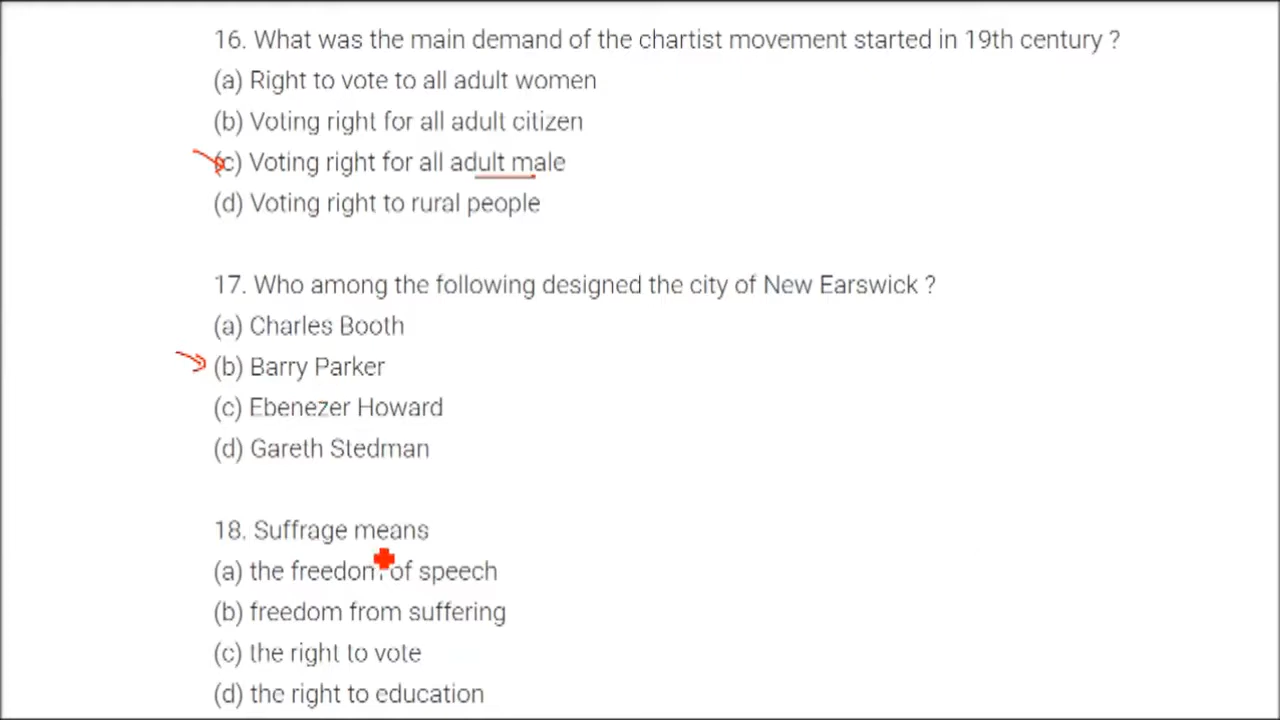 16. What was the main demand of the chartist movement started in 19th century ?
(a) Right to vote to all adult women
(b) Voting right for all adult citizen
(c) Voting right for all adult male
(d) Voting right to rural people
17. Who among the following designed the city of New Earswick ?
(a) Charles Booth
(b) Barry Parker
(c) Ebenezer Howard
(d) Gareth Stedman
18. Suffrage means
(a) the freedom of speech
(b) freedom from suffering
(c) the right to vote
(d) the right to education